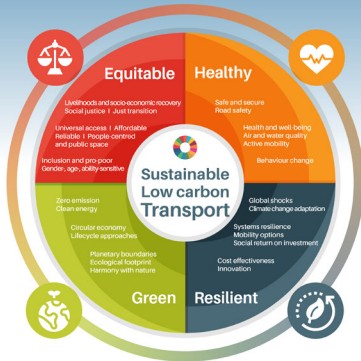 Equitable
Livelihoods and socio-economic recovery
Social justice I Just transition
Universal access I Affordable
Reliable I People-centred
and public space
Inclusion and pro-poor
Gender, age, ability sensitive
Healthy
Safe and secure
Road safety
Health and well-being
Air and water quality
Active mobility
Behaviour change
Sustainable
Low carbon
Transport
Zero emission
Clean energy
Circular economy
Lifecycle approaches
Planetary boundaries
Ecological footprint
Harmony with nature
Green
Global shocks
Climate change adaptation
Systems resilience
Mobility options
Social return on investment
Cost effectiveness
Innovation
Resilient